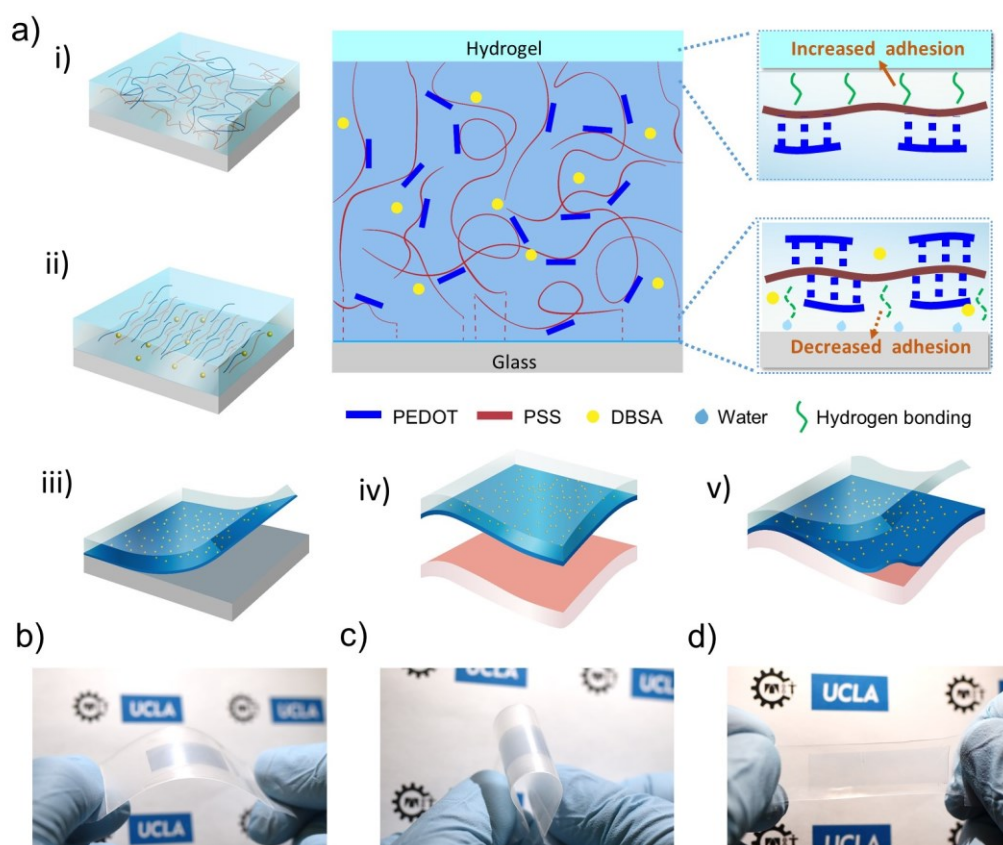 a)
i)
Hydrogel
Increased adhesion
ii)
Decreased adhesion
Glass
PEDOT
PSS
DBSA
Water
Hydrogen bonding
iii)
iv)
v)
b)
c)
d)
UCLA
UCLA
UCLA
UCLA
UCLA
UCLA